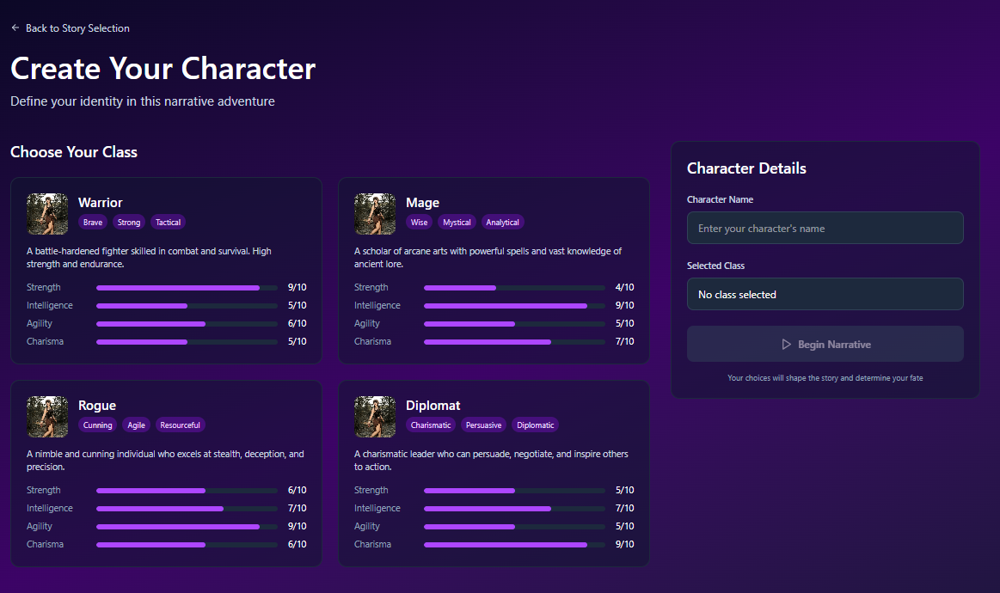 Back to Story Selection
Create Your Character
Define your identity in this narrative adventure
Choose Your Class
Warrior
Brave Strong Tactical
A battle-hardened fighter skilled in combat and survival. High
strength and endurance.
Strength 9/10
Intelligence 5/10
Agility 6/10
Charisma 5/10
Mage
Wise Mystical Analytical
A scholar of arcane arts with powerful spells and vast knowledge of
ancient lore.
Strength 4/10
Intelligence 9/10
Agility 5/10
Charisma 7/10
Rogue
Cunning Agile Resourceful
A nimble and cunning individual who excels at stealth, deception, and
precision.
Strength 6/10
Intelligence 7/10
Agility 9/10
Charisma 6/10
Diplomat
Charismatic Persuasive Diplomatic
A charismatic leader who can persuade, negotiate, and inspire others
to action.
Strength 5/10
Intelligence 7/10
Agility 5/10
Charisma 9/10
Character Details
Character Name
Enter your character's name
Selected Class
No class selected
Begin Narrative
Your choices will shape the story and determine your fate